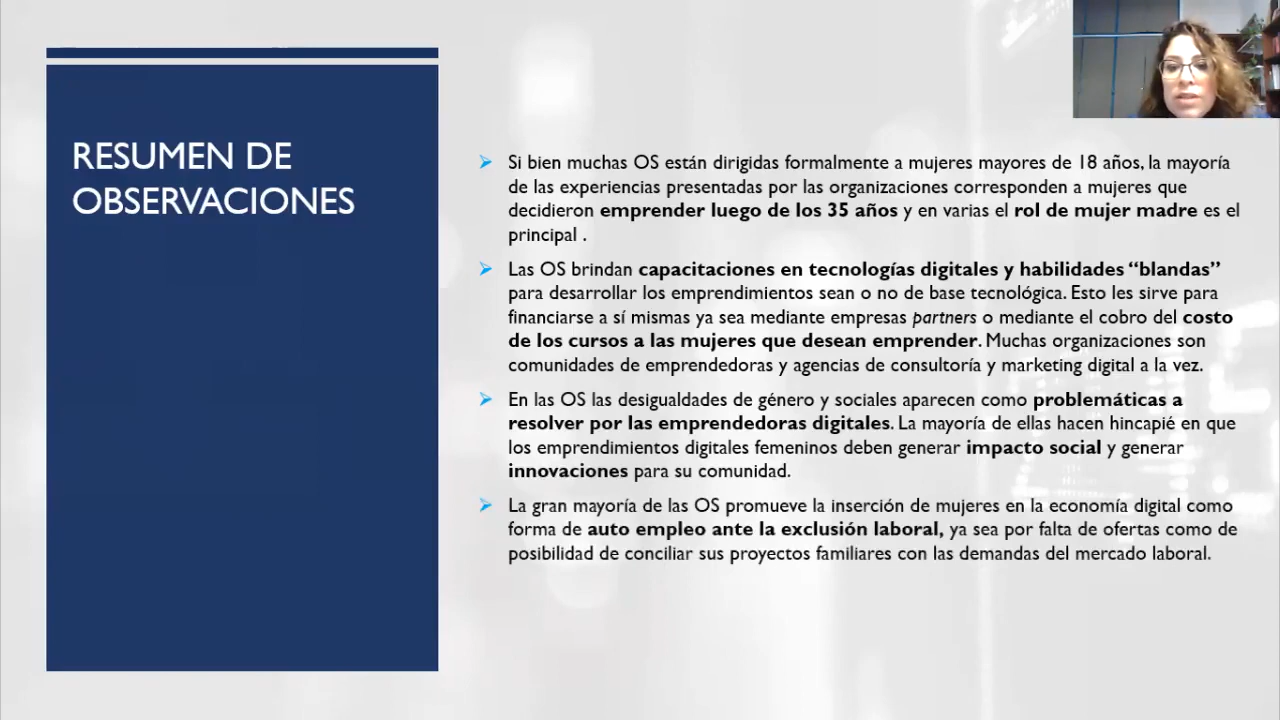 RESUMEN DE
OBSERVACIONES
Si bien muchas OS están dirigidas formalmente a mujeres mayores de 18 años, la mayoría
de las experiencias presentadas por las organizaciones corresponden a mujeres que
decidieron emprender luego de los 35 años y en varias el rol de mujer madre es el
principal .
Las OS brindan capacitaciones en tecnologías digitales y habilidades “blandas”
para desarrollar los emprendimientos sean o no de base tecnológica. Esto les sirve para
financiarse a sí mismas ya sea mediante empresas partners o mediante el cobro del costo
de los cursos a las mujeres que desean emprender. Muchas organizaciones son
comunidades de emprendedoras y agencias de consultoría y marketing digital a la vez.
En las OS las desigualdades de género y sociales aparecen como problemáticas a
resolver por las emprendedoras digitales. La mayoría de ellas hacen hincapié en que
los emprendimientos digitales femeninos deben generar impacto social y generar
innovaciones para su comunidad.
La gran mayoría de las OS promueve la inserción de mujeres en la economía digital como
forma de auto empleo ante la exclusión laboral, ya sea por falta de ofertas como de
posibilidad de conciliar sus proyectos familiares con las demandas del mercado laboral.